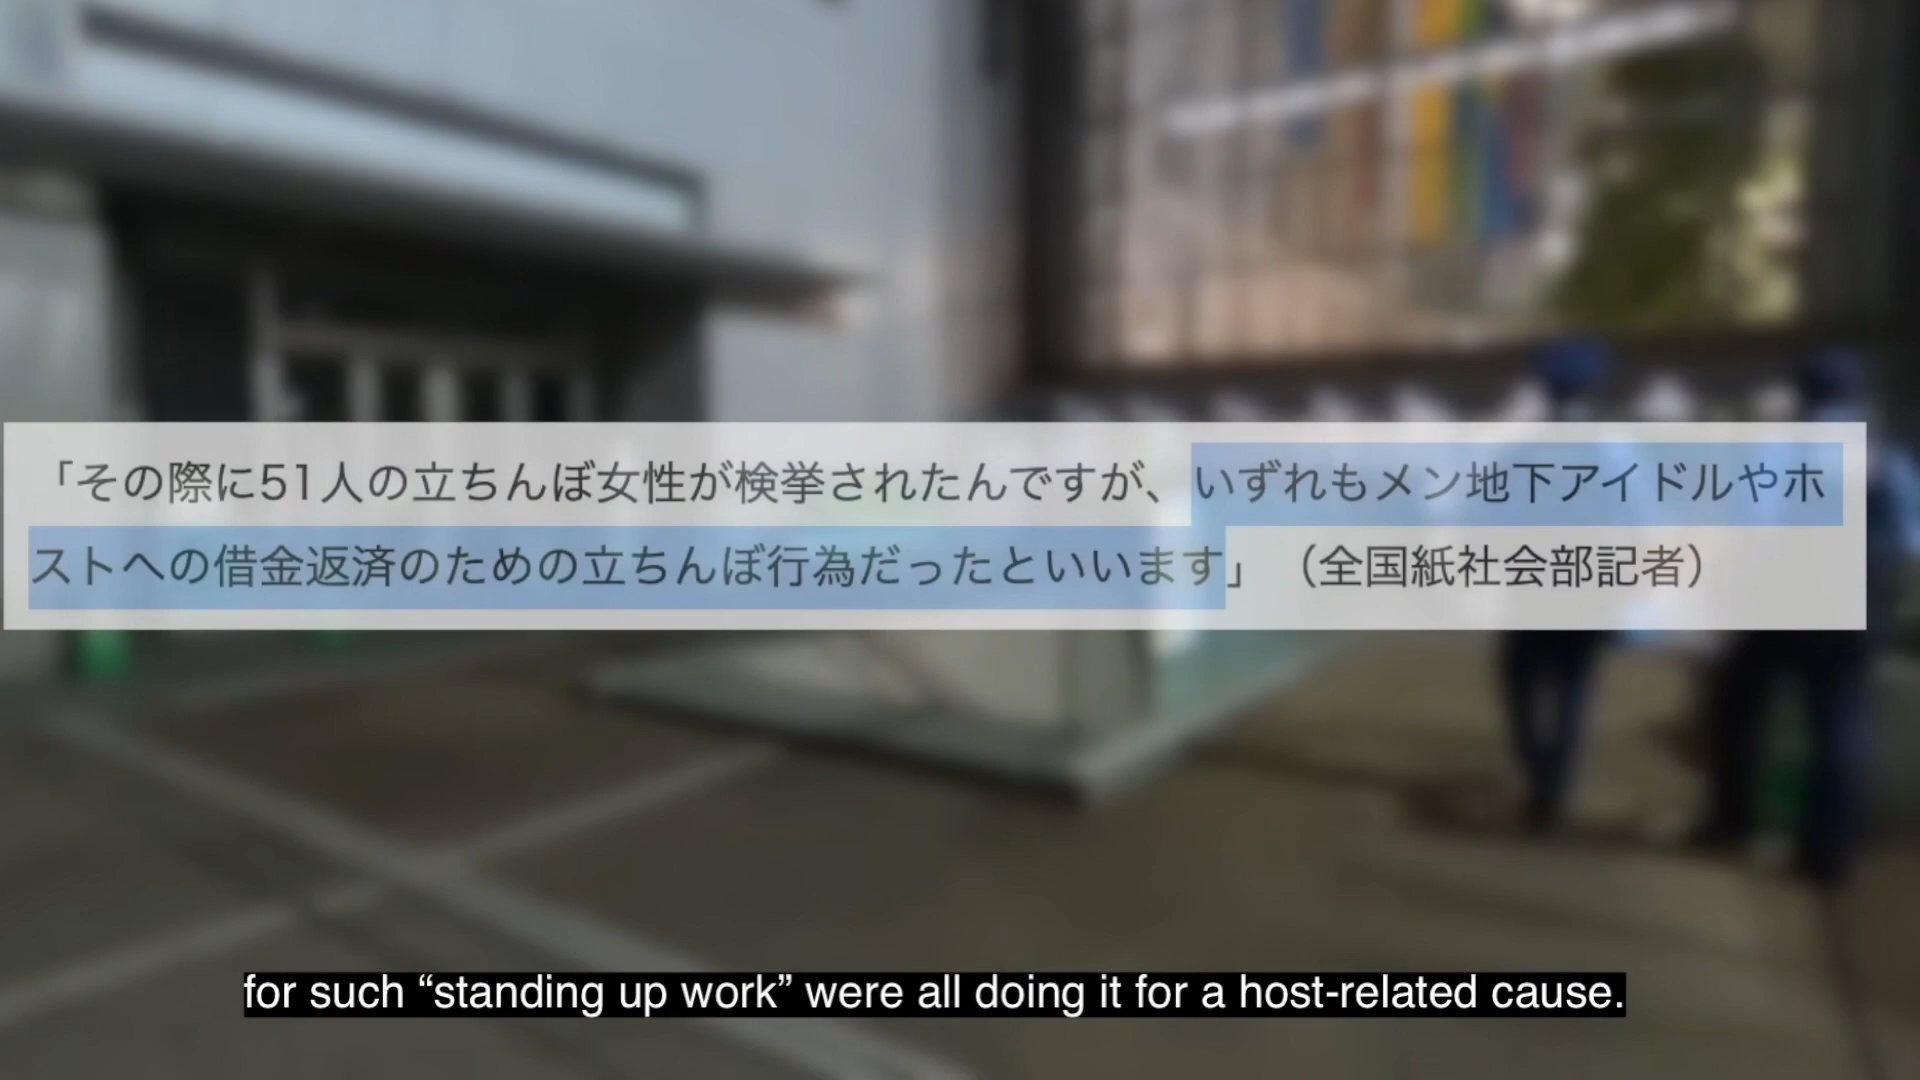 「その際に51人の立ちんぼ女性が検挙されたんですが、いずれもメン地下アイドルやホ
ストへの借金返済のための立ちんぼ行為だったといいます」（全国紙社会部記者）
for such “standing up work” were all doing it for a host-related cause.